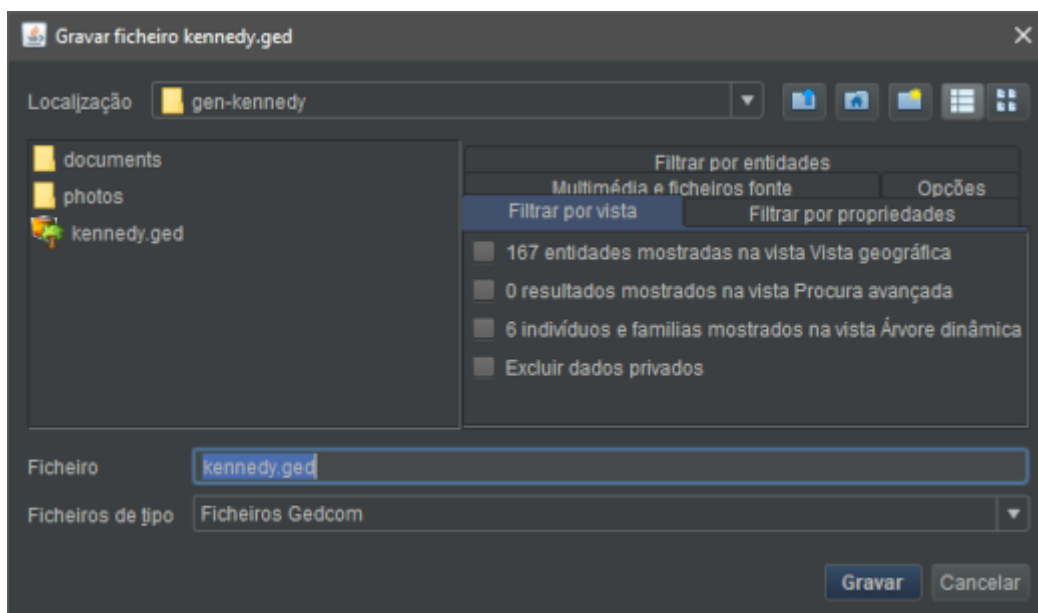 Gravar ficheiro kennedy.ged
Localização gen-kennedy
documents
photos
kennedy.ged
Filtrar por entidades
Multimédia e ficheiros fonte Opções
Filtrar por vista Filtrar por propriedades
167 entidades mostradas na vista Vista geográfica
0 resultados mostrados na vista Procura avançada
6 indivíduos e familias mostrados na vista Árvore dinâmica
Excluir dados privados
Ficheiro kennedy.ged
Ficheiros de tipo Ficheiros Gedcom
Gravar Cancelar